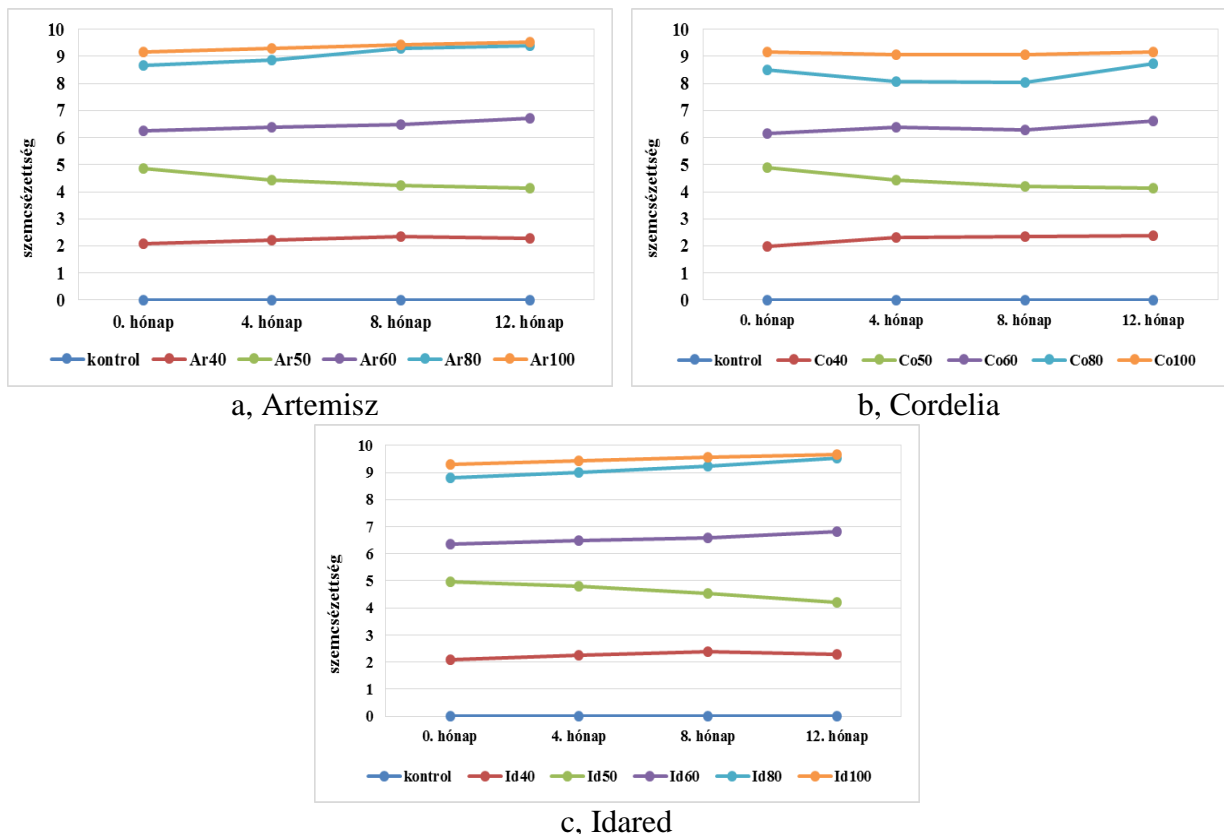 10
9
8
7
6
5
4
3
2
1
0
szemcsézettség
0. hónap 4. hónap 8. hónap 12. hónap
kontrol Ar40 Ar50 Ar60 Ar80 Ar100
a, Artemisz
10
9
8
7
6
5
4
3
2
1
0
szemcsézettség
0. hónap 4. hónap 8. hónap 12. hónap
kontrol Co40 Co50 Co60 Co80 Co100
b, Cordelia
10
9
8
7
6
5
4
3
2
1
0
szemcsézettség
0. hónap 4. hónap 8. hónap 12. hónap
kontrol Id40 Id50 Id60 Id80 Id100
c, Idared